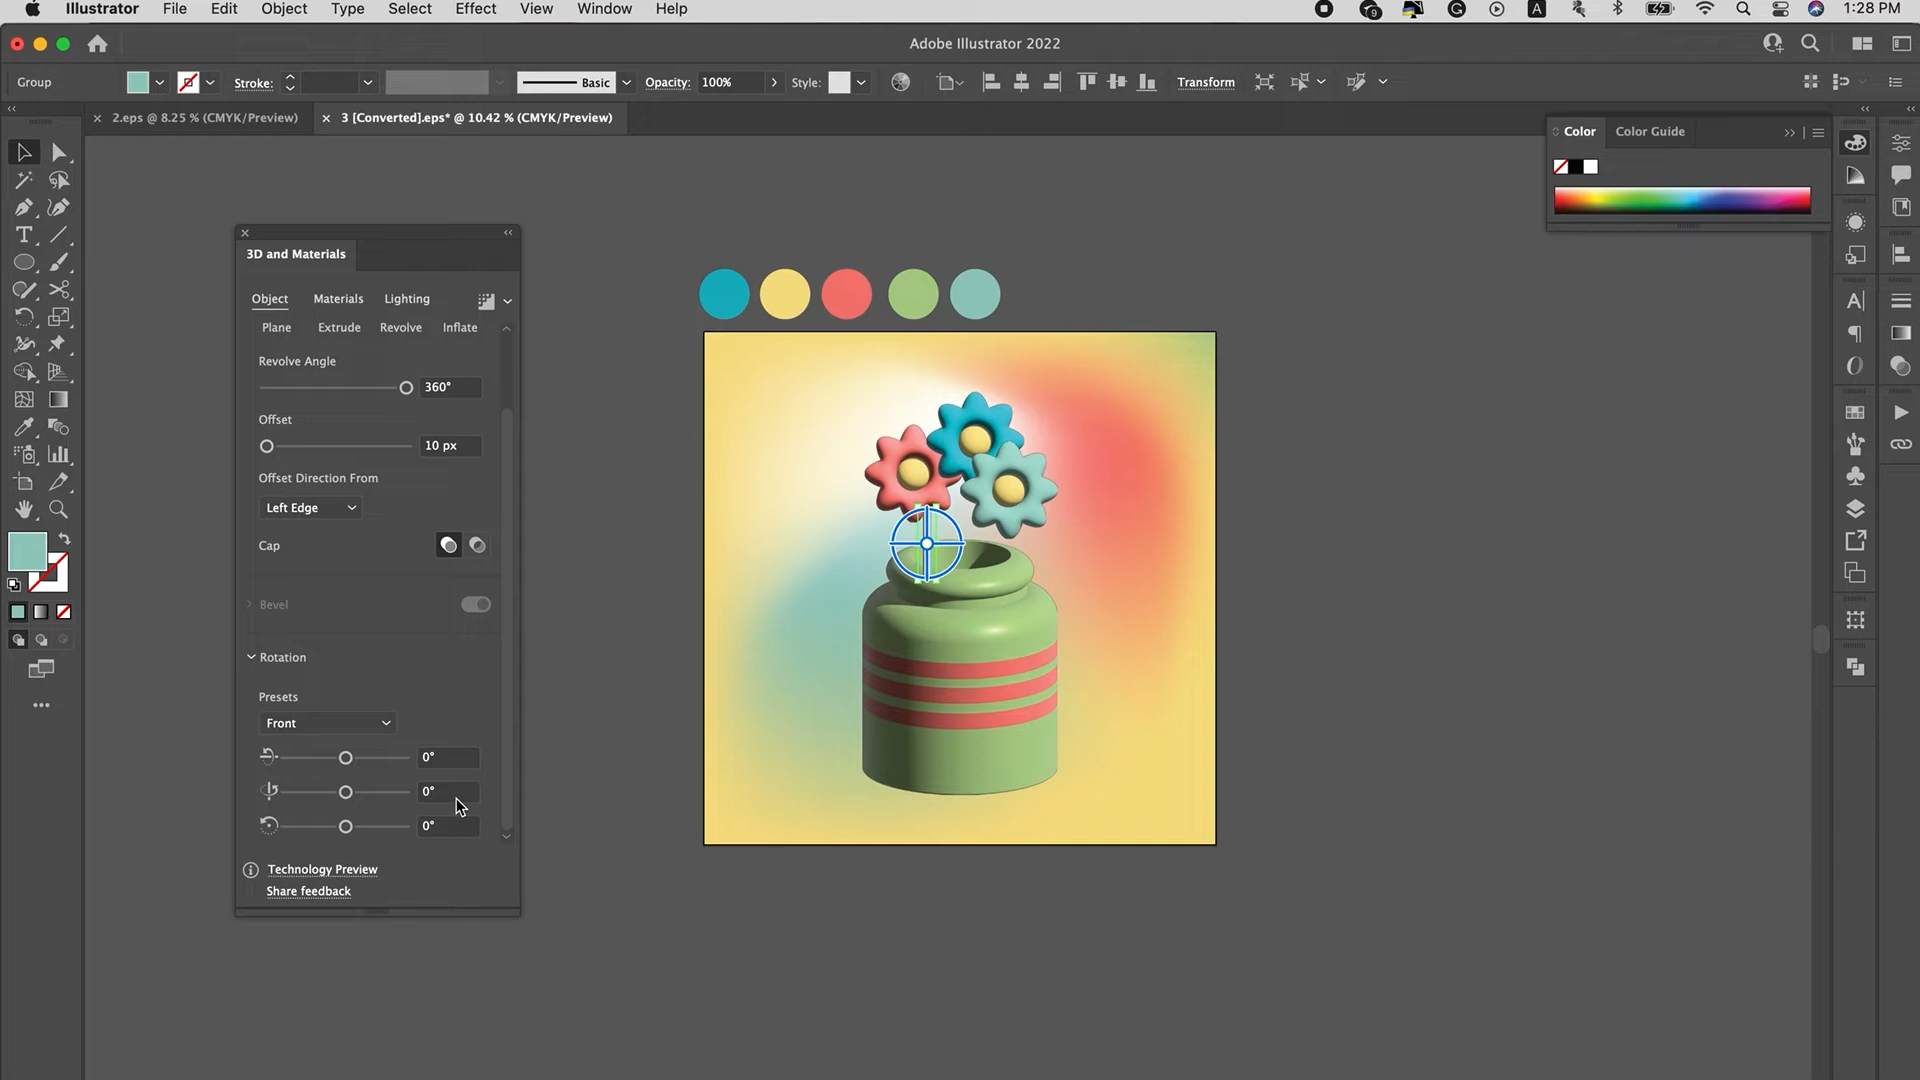 Illustrator File Edit Object Type Select Effect View Window Help 9 A 1:28 PM
Adobe Illustrator 2022
Group Stroke: Basic Opacity: 100% Style: Transform
2.eps @ 8.25 % (CMYK/Preview) 3 [Converted].eps* @ 10.42 % (CMYK/Preview)
Color Color Guide
3D and Materials
Object Materials Lighting
Plane Extrude Revolve Inflate
Revolve Angle
360°
Offset
10 px
Offset Direction From
Left Edge
Cap
Bevel
Rotation
Presets
Front
0°
0°
0°
Technology Preview
Share feedback